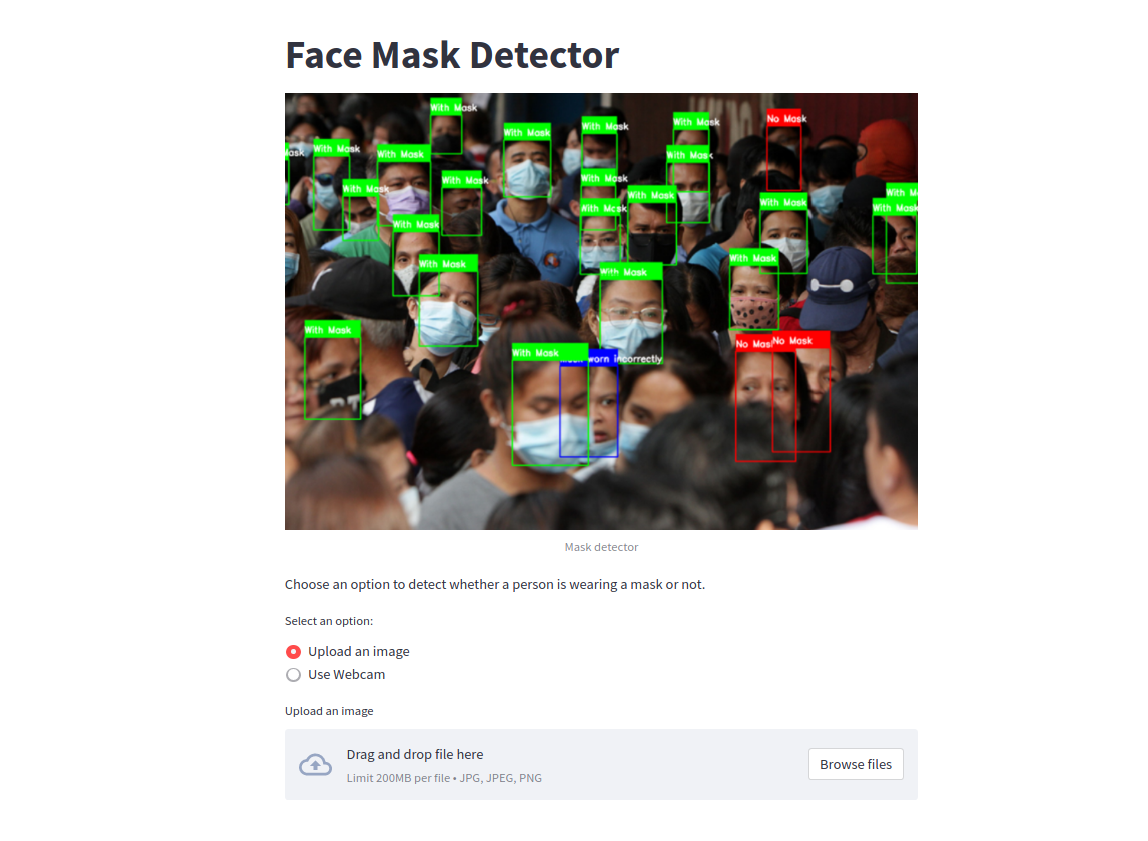 Face Mask Detector
With Mask
With Mask
With Mask
No Mask
With Mask
With Mask
ask
With Mask
With Mask
With Mask
With Mask
With Mask
With Mask
With M
With Mask
With Mask
With Mask
With Mask
With Mask
With Mask
With Mask
With Mask
With Mask
With Mask
No Mask
No Mask
With Mask
worn incorrectly
Mask detector
Choose an option to detect whether a person is wearing a mask or not.
Select an option:
Upload an image
Use Webcam
Upload an image
Drag and drop file here
Limit 200MB per file • JPG, JPEG, PNG
Browse files